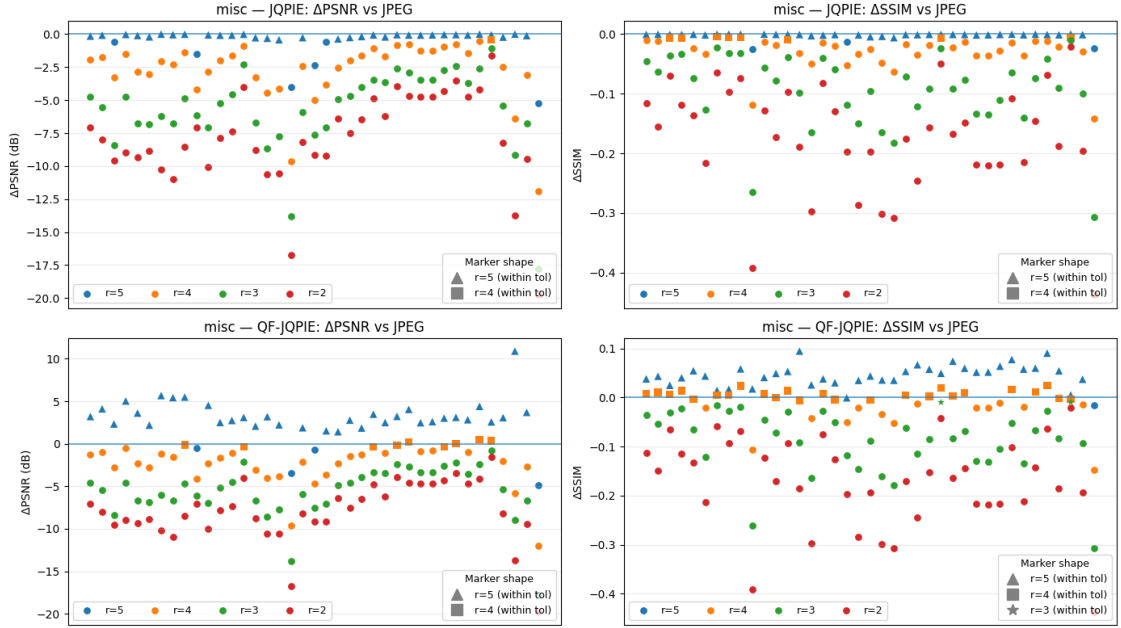 misc — JQPIE: ΔPSNR vs JPEG
ΔPSNR (dB)
0.0
−2.5
−5.0
−7.5
−10.0
−12.5
−15.0
−17.5
−20.0
r=5
r=4
r=3
r=2
Marker shape
r=5 (within tol)
r=4 (within tol)
misc — JQPIE: ΔSSIM vs JPEG
ΔSSIM
0.0
−0.1
−0.2
−0.3
−0.4
r=5
r=4
r=3
r=2
Marker shape
r=5 (within tol)
r=4 (within tol)
misc — QF-JQPIE: ΔPSNR vs JPEG
ΔPSNR (dB)
10
5
0
−5
−10
−15
−20
r=5
r=4
r=3
r=2
Marker shape
r=5 (within tol)
r=4 (within tol)
misc — QF-JQPIE: ΔSSIM vs JPEG
ΔSSIM
0.1
0.0
−0.1
−0.2
−0.3
−0.4
r=5
r=4
r=3
r=2
Marker shape
r=5 (within tol)
r=4 (within tol)
r=3 (within tol)